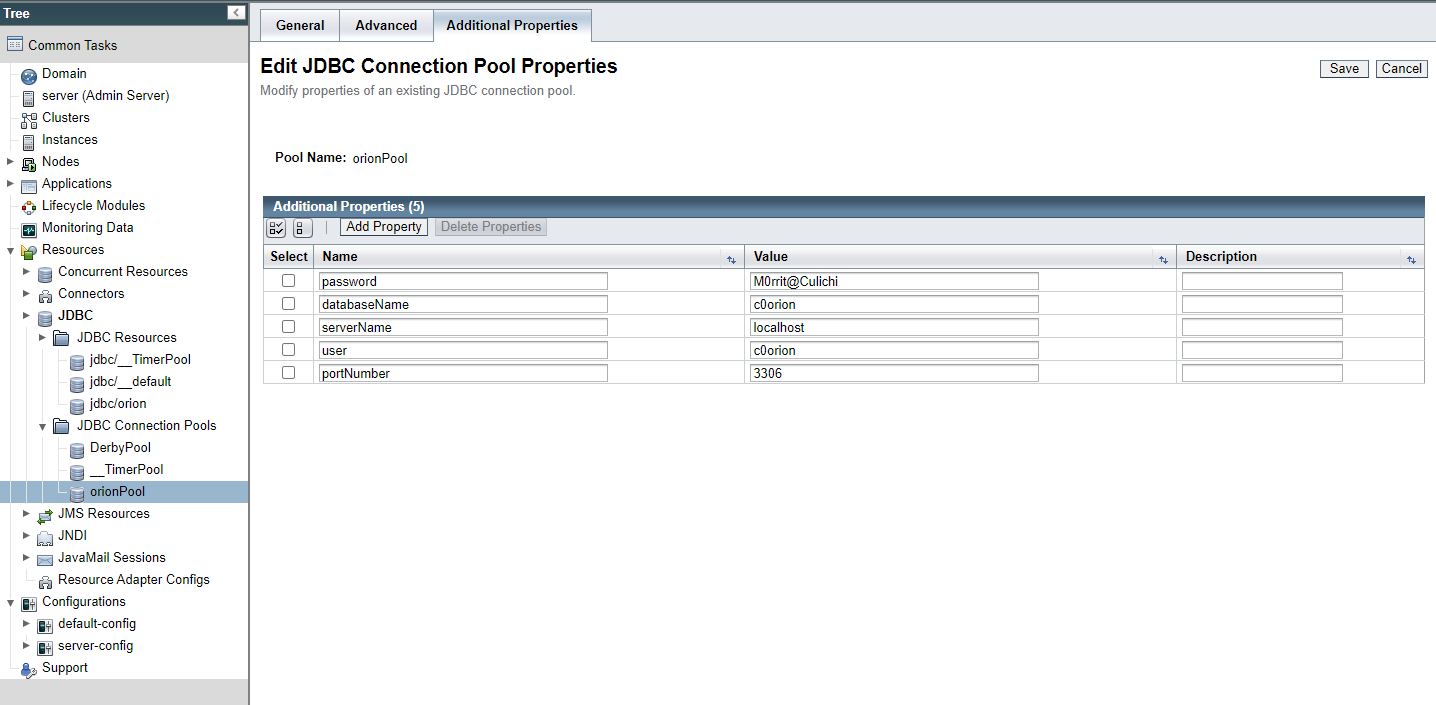 Tree
Common Tasks
Domain
server (Admin Server)
Clusters
Instances
Nodes
Applications
Lifecycle Modules
Monitoring Data
Resources
Concurrent Resources
Connectors
JDBC
JDBC Resources
jdbc/__TimerPool
jdbc/__default
jdbc/orion
JDBC Connection Pools
DerbyPool
__TimerPool
orionPool
JMS Resources
JNDI
JavaMail Sessions
Resource Adapter Configs
Configurations
default-config
server-config
Support
General Advanced Additional Properties
Edit JDBC Connection Pool Properties
Save Cancel
Modify properties of an existing JDBC connection pool.
Pool Name: orionPool
Additional Properties (5)
Add Property Delete Properties
Select Name Value Description
password M0rrit@Culichi
databaseName c0orion
serverName localhost
user c0orion
portNumber 3306